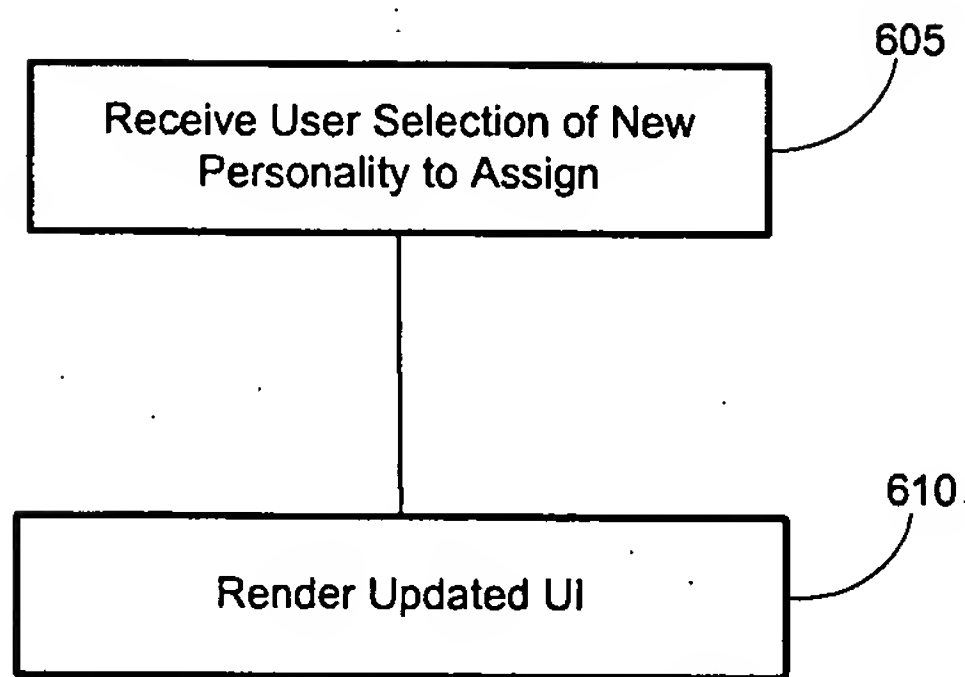 605
Receive User Selection of New
Personality to Assign
610
Render Updated UI